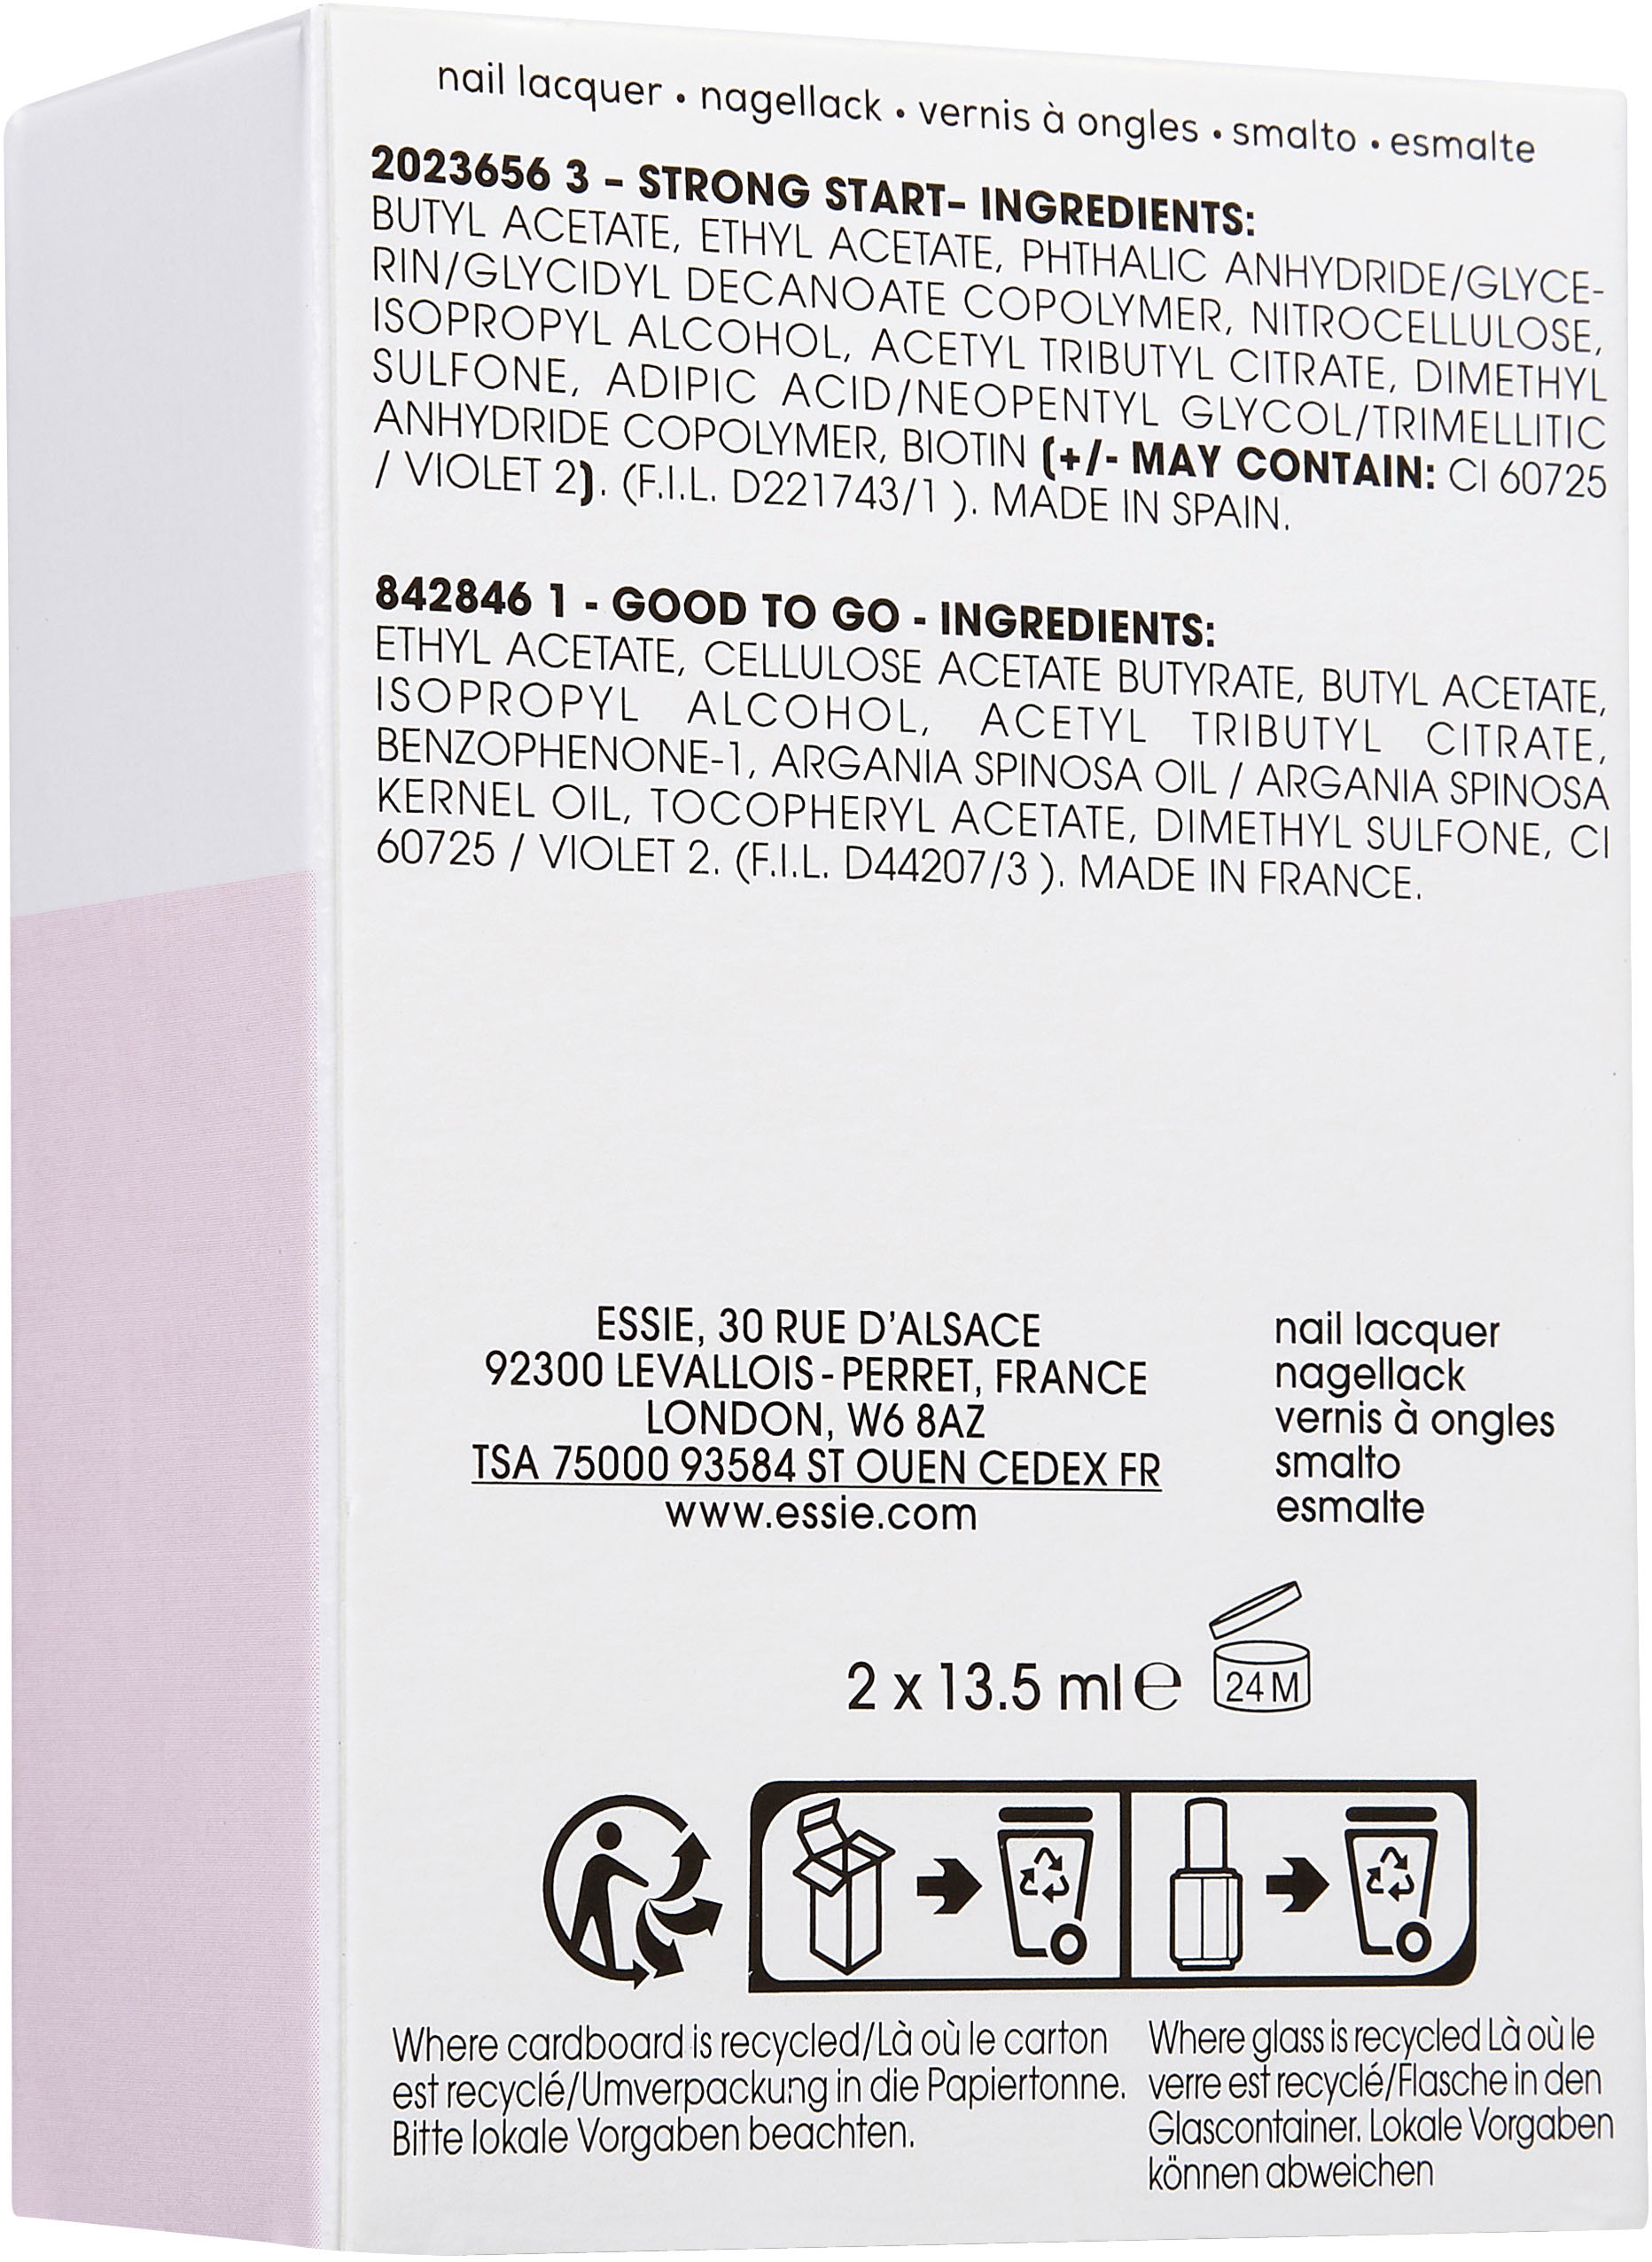 nail lacquer • nagellack • vernis à ongles • smalto • esmalte
2023656 3 – STRONG START– INGREDIENTS:
BUTYL ACETATE, ETHYL ACETATE, PHTHALIC ANHYDRIDE/GLYCE-
RIN/GLYCIDYL DECANOATE COPOLYMER, NITROCELLULOSE,
ISOPROPYL ALCOHOL, ACETYL TRIBUTYL CITRATE, DIMETHYL
SULFONE, ADIPIC ACID/NEOPENTYL GLYCOL/TRIMELLITIC
ANHYDRIDE COPOLYMER, BIOTIN (+/- MAY CONTAIN: CI 60725
/ VIOLET 2). (F.I.L. D221743/1 ). MADE IN SPAIN.
842846 1 - GOOD TO GO - INGREDIENTS:
ETHYL ACETATE, CELLULOSE ACETATE BUTYRATE, BUTYL ACETATE,
ISOPROPYL ALCOHOL, ACETYL TRIBUTYL CITRATE,
BENZOPHENONE-1, ARGANIA SPINOSA OIL / ARGANIA SPINOSA
KERNEL OIL, TOCOPHERYL ACETATE, DIMETHYL SULFONE, CI
60725 / VIOLET 2. (F.I.L. D44207/3 ). MADE IN FRANCE.
ESSIE, 30 RUE D'ALSACE
92300 LEVALLOIS - PERRET, FRANCE
LONDON, W6 8AZ
TSA 75000 93584 ST OUEN CEDEX FR
www.essie.com
nail lacquer
nagellack
vernis à ongles
smalto
esmalte
2 x 13.5 ml ℮
24 M
Where cardboard is recycled/Là où le carton
est recyclé/Umverpackung in die Papiertonne.
Bitte lokale Vorgaben beachten.
Where glass is recycled Là où le
verre est recyclé/Flasche in den
Glascontainer. Lokale Vorgaben
können abweichen